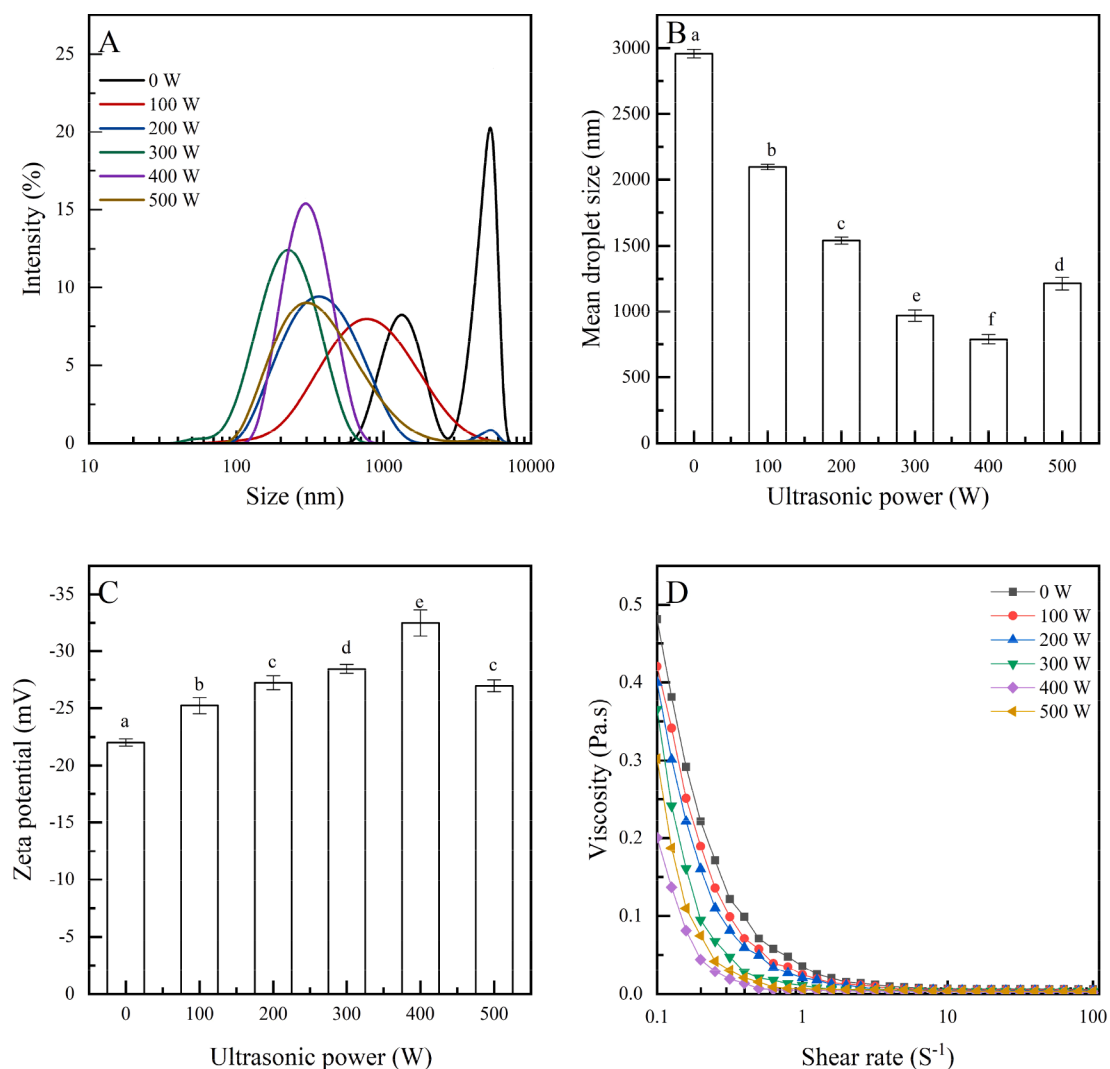 A
25
20
15
10
5
0
Intensity (%)
0 W
100 W
200 W
300 W
400 W
500 W
10
100
1000
10000
Size (nm)
B
3000
2500
2000
1500
1000
500
0
Mean droplet size (nm)
a
b
c
e
f
d
0
100
200
300
400
500
Ultrasonic power (W)
C
-35
-30
-25
-20
-15
-10
-5
0
Zeta potential (mV)
a
b
c
d
e
c
0
100
200
300
400
500
Ultrasonic power (W)
D
0.5
0.4
0.3
0.2
0.1
0.0
Viscosity (Pa.s)
0 W
100 W
200 W
300 W
400 W
500 W
0.1
1
10
100
Shear rate (S-1)